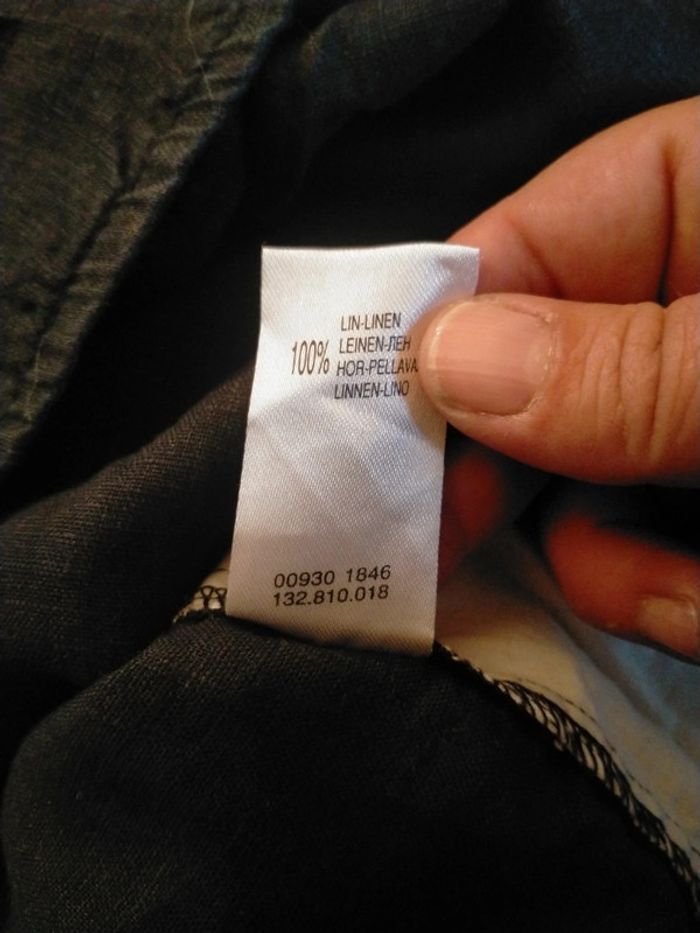 LIN-LINEN
100% LEINEN-ЛЕН
HOR-PELLAVA
LINNEN-LINO
00930 1846
132.810.018